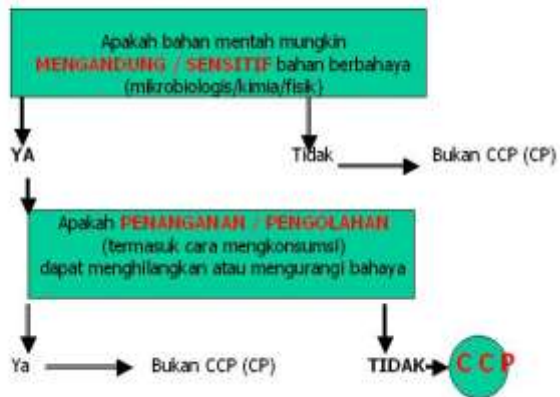 Apakah bahan mentah mungkin
MENGANDUNG / SENSITIF bahan berbahaya
(mikrobiologis/kimia/fisik)
YA
Tidak
Bukan CCP (CP)
Apakah PENANGANAN / PENGOLAHAN
(termasuk cara mengkonsumsi)
dapat menghilangkan atau mengurangi bahaya
Ya
Bukan CCP (CP)
TIDAK
CCP